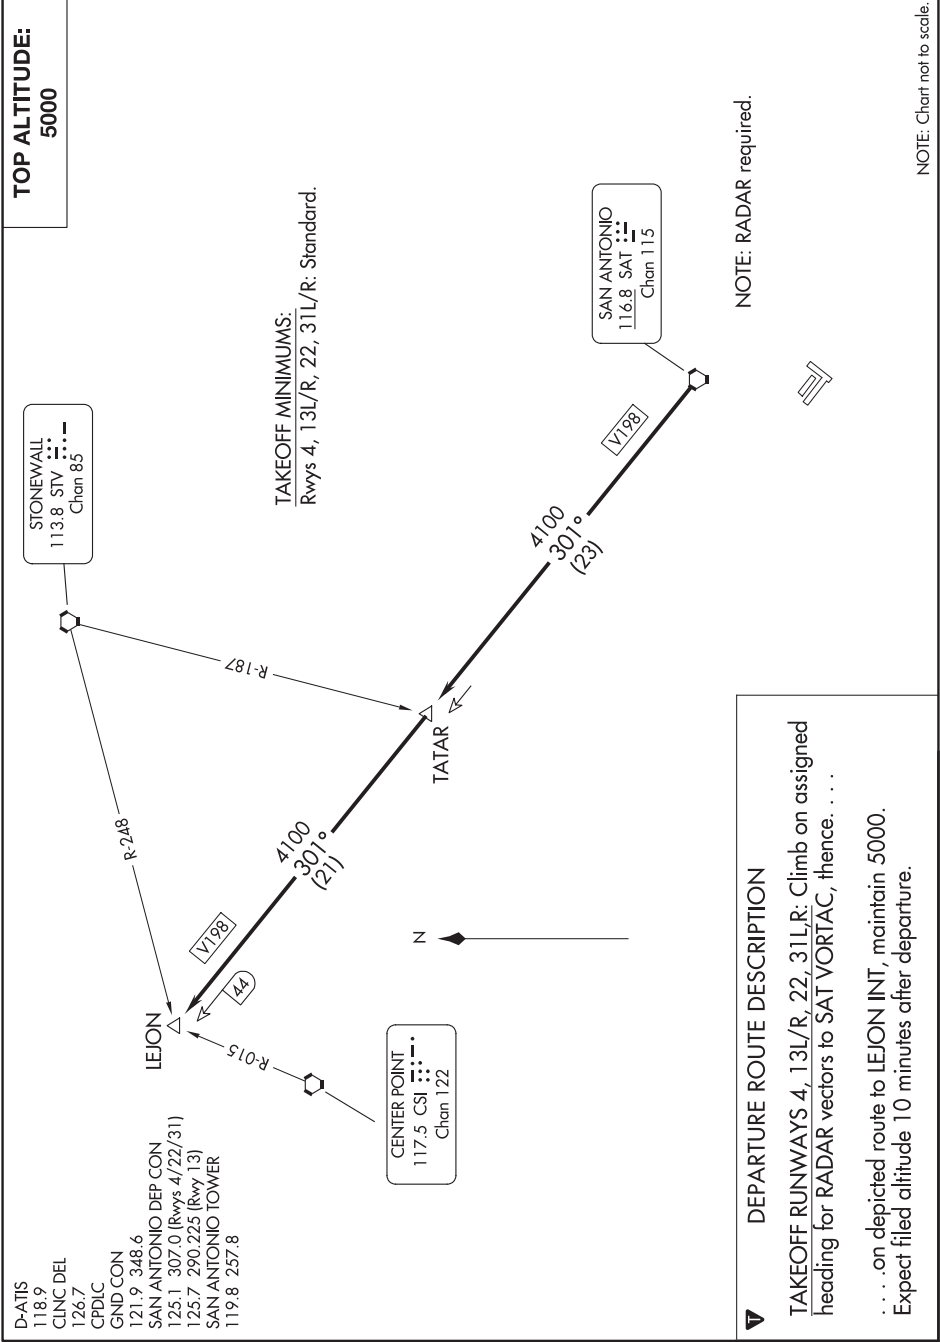 D-ATIS
118.9
CLNC DEL
126.7
CPDLC
GND CON
121.9 348.6
SAN ANTONIO DEP CON
125.1 307.0 (Rwys 4/22/31)
125.7 290.225 (Rwy 13)
SAN ANTONIO TOWER
119.8 257.8
TOP ALTITUDE:
5000
STONEWALL
113.8 STV
Chan 85
R-248
R-187
LEJON
V198
44
R-015
4100
301°
(21)
CENTER POINT
117.5 CSI
Chan 122
N
TAKEOFF MINIMUMS:
Rwys 4, 13L/R, 22, 31L/R: Standard.
TATAR
4100
301°
(23)
V198
SAN ANTONIO
116.8 SAT
Chan 115
NOTE: RADAR required.
T
DEPARTURE ROUTE DESCRIPTION
TAKEOFF RUNWAYS 4, 13L/R, 22, 31L,R: Climb on assigned
heading for RADAR vectors to SAT VORTAC, thence. . . .
. . . .on depicted route to LEJON INT, maintain 5000.
Expect filed altitude 10 minutes after departure.
NOTE: Chart not to scale.